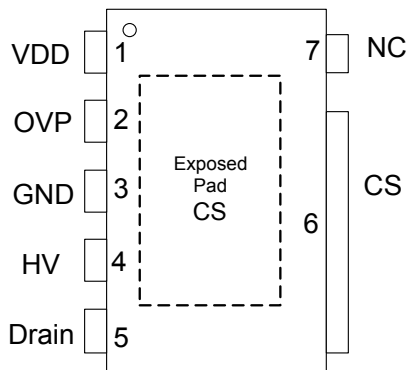 VDD 1
OVP 2
GND 3
HV 4
Drain 5
Exposed
Pad
CS
7 NC
6 CS